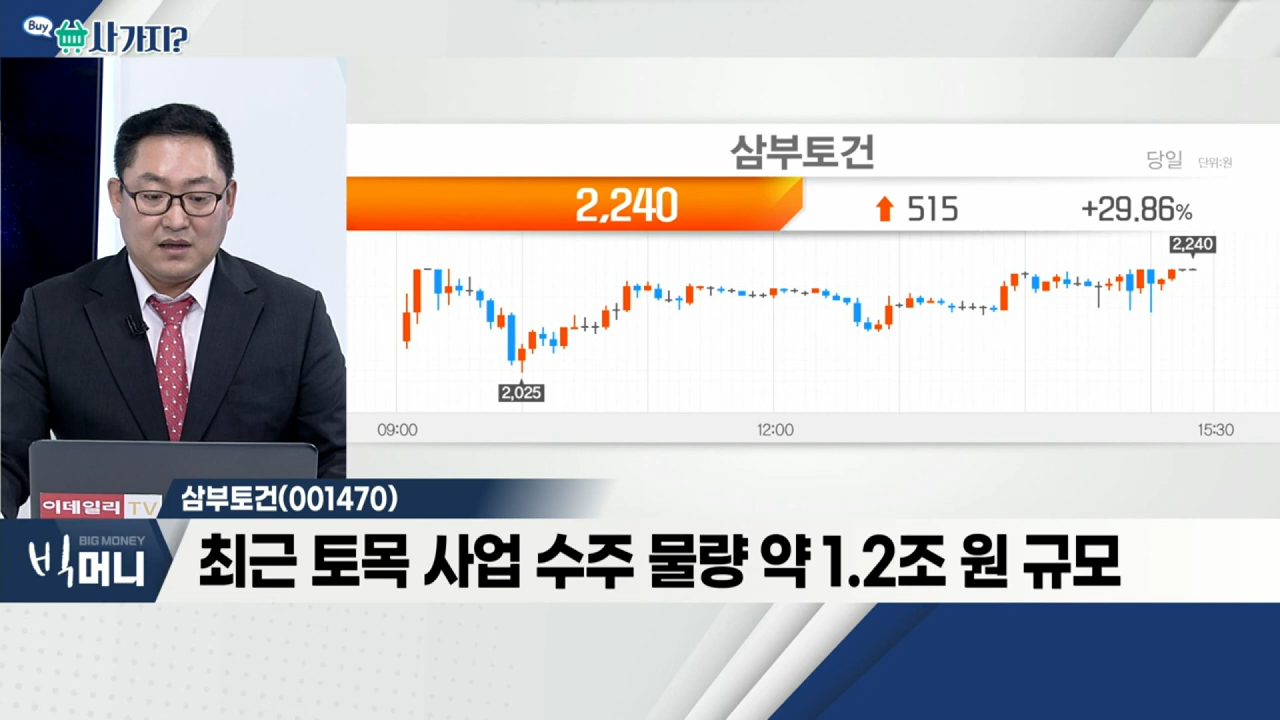 Buy
사가지?
삼부토건
당일 단위:원
2,240 515 +29.86%
2,240
2,025
09:00 12:00 15:30
이데일리 TV
삼부토건(001470)
BIG MONEY
빅머니
최근 토목 사업 수주 물량 약 1.2조 원 규모